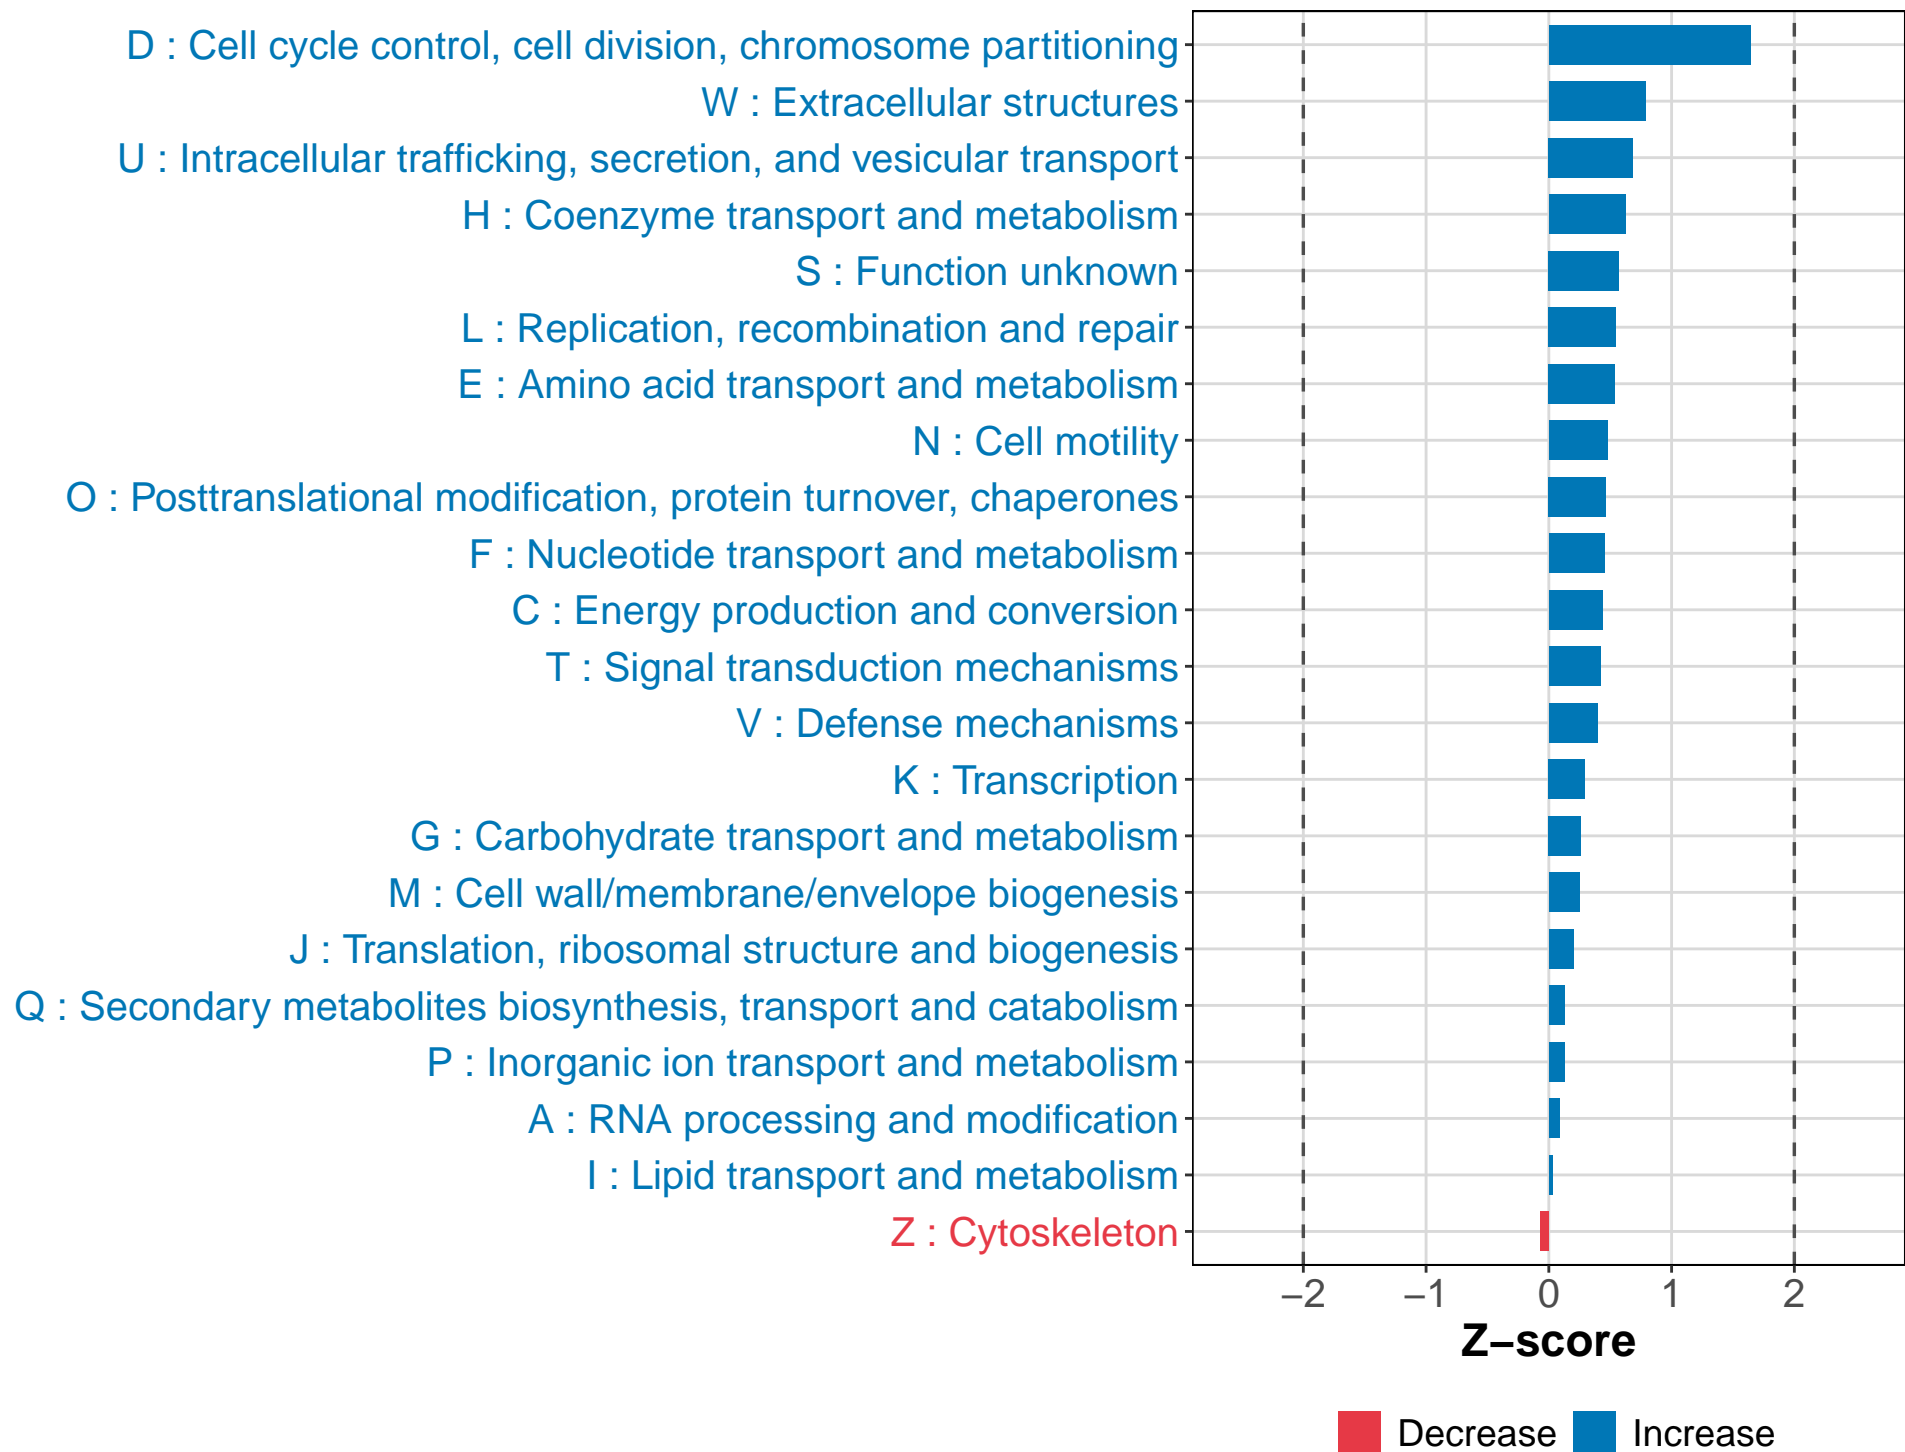 D : Cell cycle control, cell division, chromosome partitioning
W : Extracellular structures
U : Intracellular trafficking, secretion, and vesicular transport
H : Coenzyme transport and metabolism
S : Function unknown
L : Replication, recombination and repair
E : Amino acid transport and metabolism
N : Cell motility
O : Posttranslational modification, protein turnover, chaperones
F : Nucleotide transport and metabolism
C : Energy production and conversion
T : Signal transduction mechanisms
V : Defense mechanisms
K : Transcription
G : Carbohydrate transport and metabolism
M : Cell wall/membrane/envelope biogenesis
J : Translation, ribosomal structure and biogenesis
Q : Secondary metabolites biosynthesis, transport and catabolism
P : Inorganic ion transport and metabolism
A : RNA processing and modification
I : Lipid transport and metabolism
Z : Cytoskeleton
−2 −1 0 1 2
Z−score
Decrease Increase